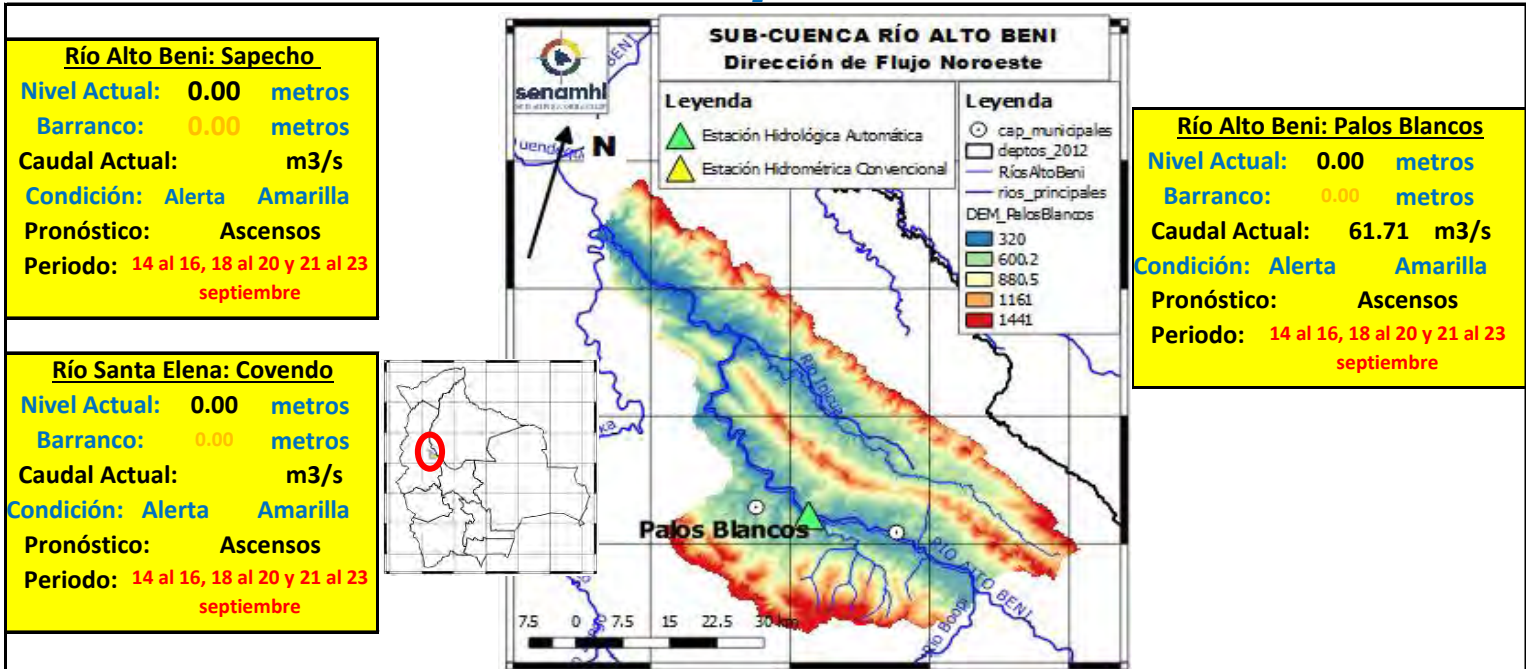 Río Alto Beni: Sapecho
Nivel Actual: 0.00 metros
Barranco: 0.00 metros
Caudal Actual: m3/s
Condición: Alerta Amarilla
Pronóstico: Ascensos
Periodo: 14 al 16, 18 al 20 y 21 al 23
septiembre
Río Santa Elena: Covendo
Nivel Actual: 0.00 metros
Barranco: 0.00 metros
Caudal Actual: m3/s
Condición: Alerta Amarilla
Pronóstico: Ascensos
Periodo: 14 al 16, 18 al 20 y 21 al 23
septiembre
SUB-CUENCA RÍO ALTO BENI
Dirección de Flujo Noroeste
senamhi
BENI
N
Leyenda
Estación Hidrológica Automática
Estación Hidrométrica Convencional
Leyenda
cap_municipales
deptos_2012
RíosAltoBeni
rios_principales
DEM_PalosBlancos
320
600.2
880.5
1161
1441
Río Inicua
Palos Blancos
RÍO ALTO BENI
Río Boopi
7.5 0 7.5 15 22.5 30 km
Río Alto Beni: Palos Blancos
Nivel Actual: 0.00 metros
Barranco: 0.00 metros
Caudal Actual: 61.71 m3/s
Condición: Alerta Amarilla
Pronóstico: Ascensos
Periodo: 14 al 16, 18 al 20 y 21 al 23
septiembre